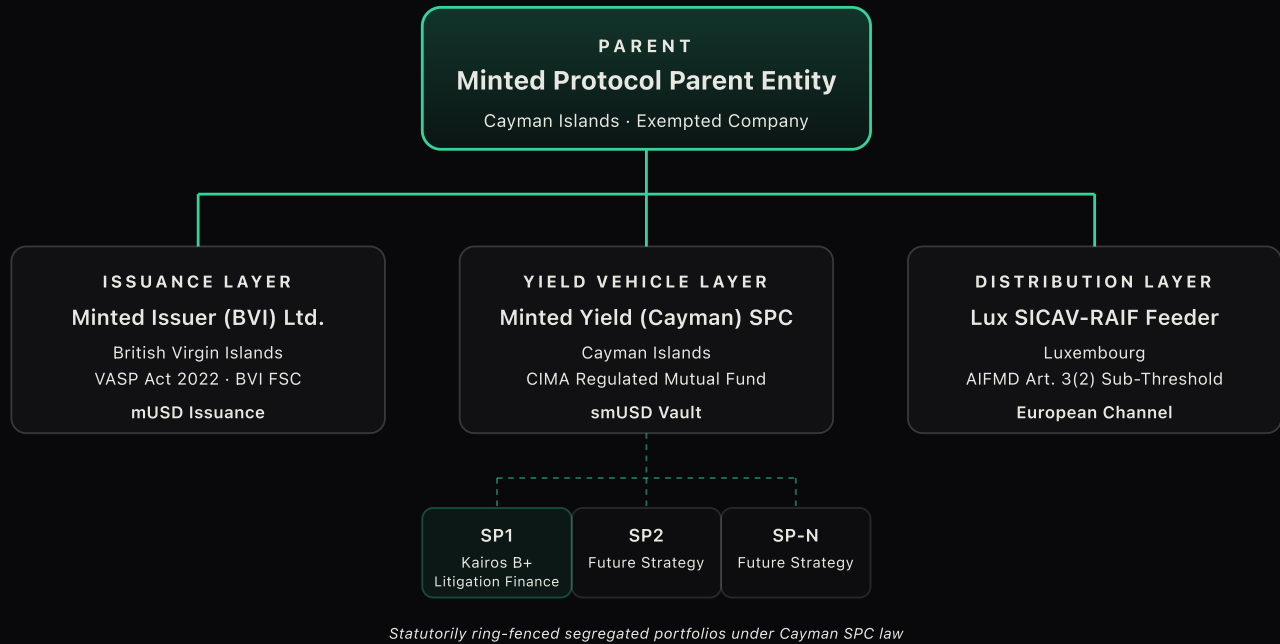 PARENT
Minted Protocol Parent Entity
Cayman Islands · Exempted Company
ISSUANCE LAYER
Minted Issuer (BVI) Ltd.
British Virgin Islands
VASP Act 2022 · BVI FSC
mUSD Issuance
YIELD VEHICLE LAYER
Minted Yield (Cayman) SPC
Cayman Islands
CIMA Regulated Mutual Fund
smUSD Vault
DISTRIBUTION LAYER
Lux SICAV-RAIF Feeder
Luxembourg
AIFMD Art. 3(2) Sub-Threshold
European Channel
SP1
Kairos B+
Litigation Finance
SP2
Future Strategy
SP-N
Future Strategy
Statutorily ring-fenced segregated portfolios under Cayman SPC law